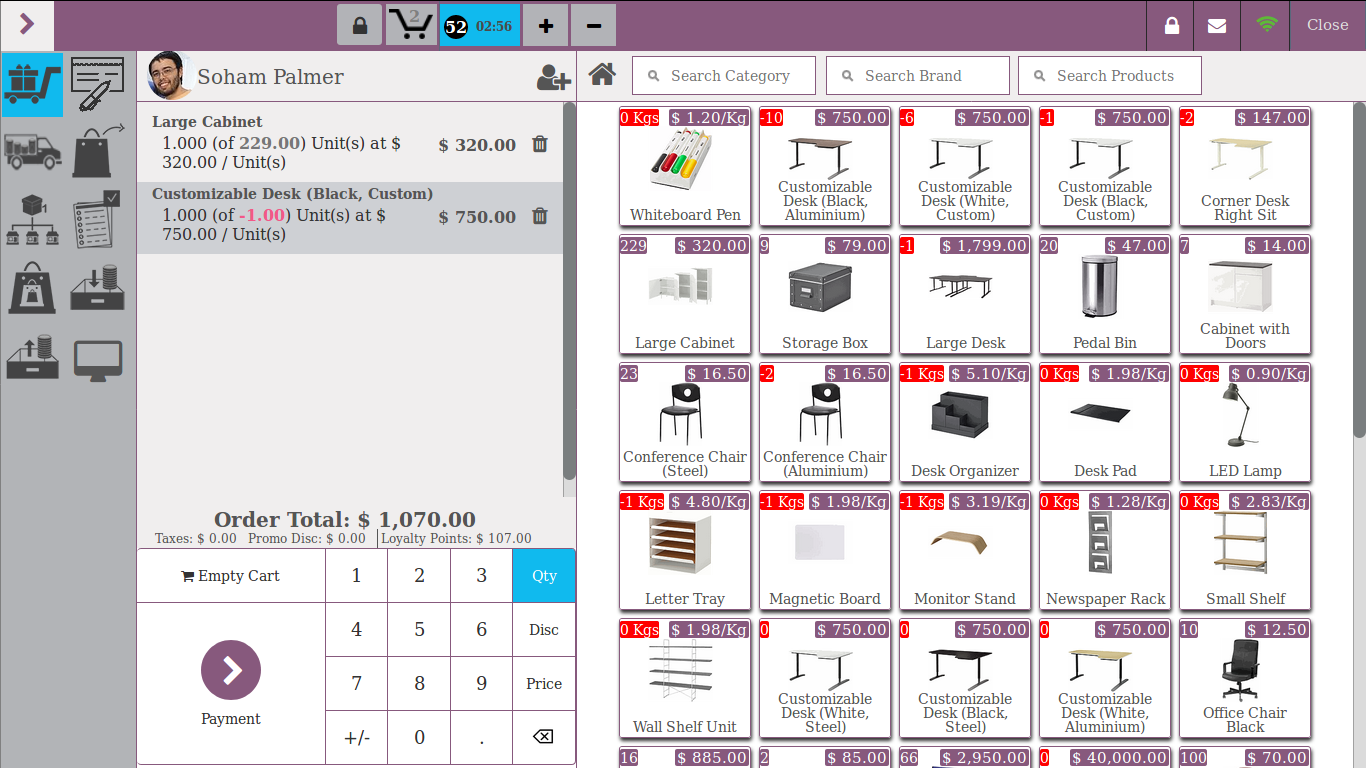 2
52 02:56
Close
Soham Palmer
Search Category
Search Brand
Search Products
Large Cabinet
1.000 (of 229.00) Unit(s) at $
320.00 / Unit(s)
$ 320.00
Customizable Desk (Black, Custom)
1.000 (of -1.00) Unit(s) at $
750.00 / Unit(s)
$ 750.00
Order Total: $ 1,070.00
Taxes: $ 0.00 Promo Disc: $ 0.00 Loyalty Points: $ 107.00
Empty Cart
1 2 3 Qty
4 5 6 Disc
7 8 9 Price
+/- 0 .
Payment
0 Kgs $ 1.20/Kg
Whiteboard Pen
-10 $ 750.00
Customizable
Desk (Black,
Aluminium)
-6 $ 750.00
Customizable
Desk (White,
Custom)
-1 $ 750.00
Customizable
Desk (Black,
Custom)
-2 $ 147.00
Corner Desk
Right Sit
229 $ 320.00
Large Cabinet
9 $ 79.00
Storage Box
-1 $ 1,799.00
Large Desk
20 $ 47.00
Pedal Bin
7 $ 14.00
Cabinet with
Doors
23 $ 16.50
Conference Chair
(Steel)
-2 $ 16.50
Conference Chair
(Aluminium)
-1 Kgs $ 5.10/Kg
Desk Organizer
0 Kgs $ 1.98/Kg
Desk Pad
0 Kgs $ 0.90/Kg
LED Lamp
-1 Kgs $ 4.80/Kg
Letter Tray
-1 Kgs $ 1.98/Kg
Magnetic Board
-1 Kgs $ 3.19/Kg
Monitor Stand
0 Kgs $ 1.28/Kg
Newspaper Rack
0 Kgs $ 2.83/Kg
Small Shelf
0 Kgs $ 1.98/Kg
Wall Shelf Unit
0 $ 750.00
Customizable
Desk (White,
Steel)
0 $ 750.00
Customizable
Desk (Black,
Steel)
0 $ 750.00
Customizable
Desk (White,
Aluminium)
10 $ 12.50
Office Chair
Black
16 $ 885.00
2 $ 85.00
66 $ 2,950.00
0 $ 40,000.00
100 $ 70.00